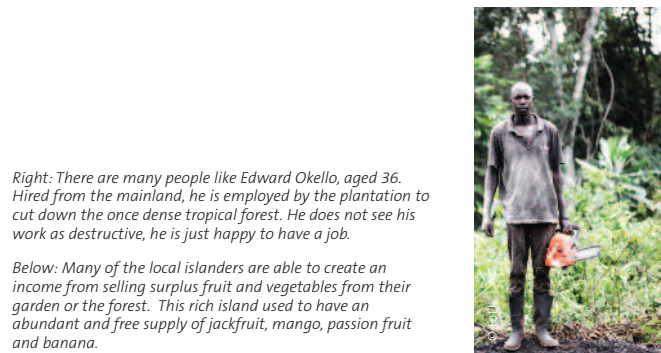 Right: There are many people like Edward Okello, aged 36.
Hired from the mainland, he is employed by the plantation to
cut down the once dense tropical forest. He does not see his
work as destructive, he is just happy to have a job.
Below: Many of the local islanders are able to create an
income from selling surplus fruit and vegetables from their
garden or the forest.  This rich island used to have an
abundant and free supply of jackfruit, mango, passion fruit
and banana.